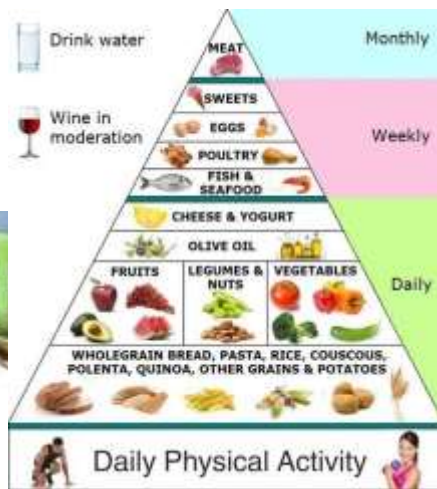 Drink water
Wine in
moderation
MEAT
Monthly
SWEETS
EGGS
POULTRY
FISH &
SEAFOOD
Weekly
CHEESE & YOGURT
OLIVE OIL
FRUITS
LEGUMES &
NUTS
VEGETABLES
Daily
WHOLEGRAIN BREAD, PASTA, RICE, COUSCOUS,
POLENTA, QUINOA, OTHER GRAINS & POTATOES
Daily Physical Activity